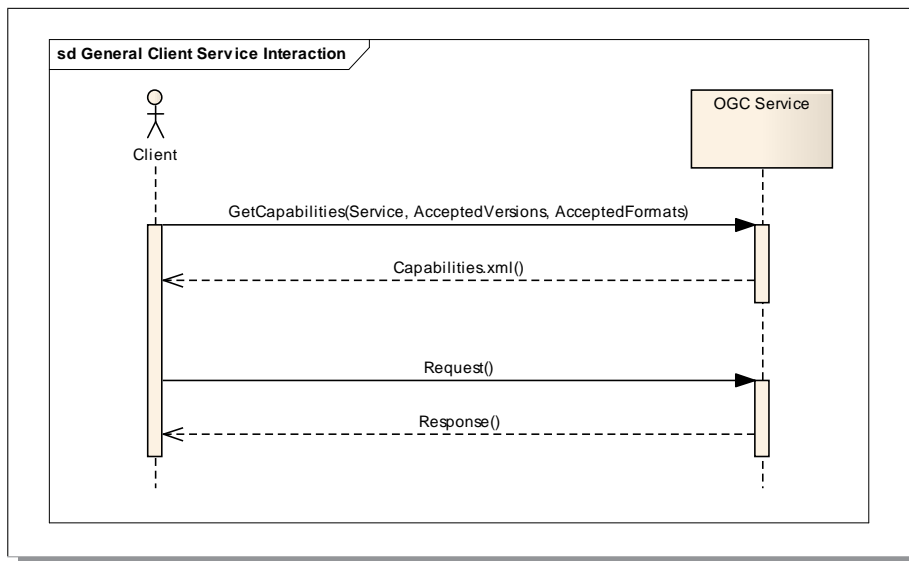 sd General Client Service Interaction
Client
OGC Service
GetCapabilities(Service, AcceptedVersions, AcceptedFormats)
Capabilities.xml()
Request()
Response()